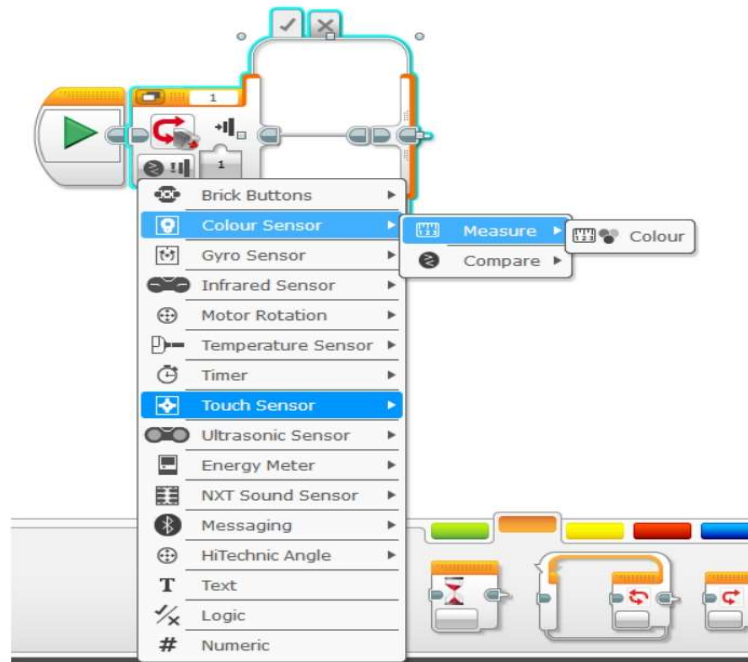 1
1
Brick Buttons
Colour Sensor
Measure
Colour
Gyro Sensor
Compare
Infrared Sensor
Motor Rotation
Temperature Sensor
Timer
Touch Sensor
Ultrasonic Sensor
Energy Meter
NXT Sound Sensor
Messaging
HiTechnic Angle
T Text
Logic
# Numeric